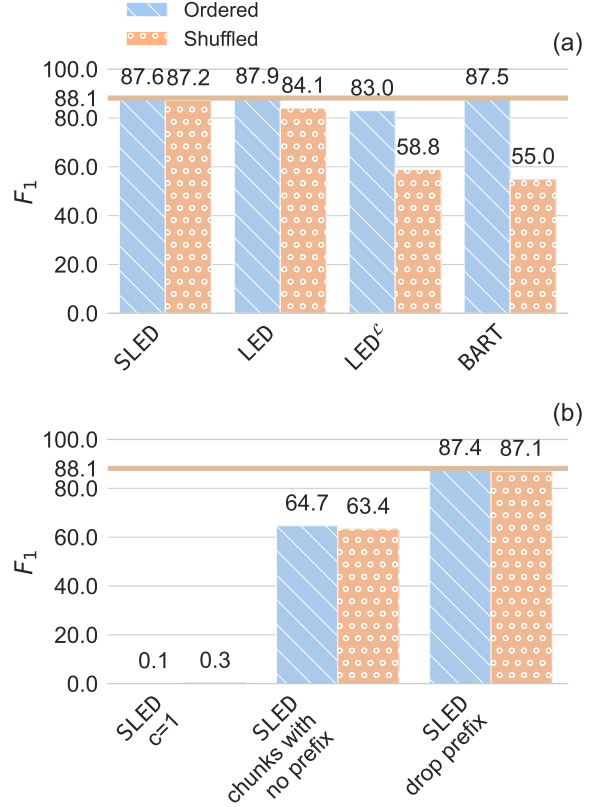 Ordered
Shuffled
(a)
100.0
88.1
80.0
60.0
40.0
20.0
0.0
F1
87.6 87.2 87.9 84.1 83.0 58.8 87.5 55.0
SLED LED LED^ℒ BART
(b)
100.0
88.1
80.0
60.0
40.0
20.0
0.0
F1
0.1 0.3 64.7 63.4 87.4 87.1
SLED
c=1
SLED
chunks with
no prefix
SLED
drop prefix